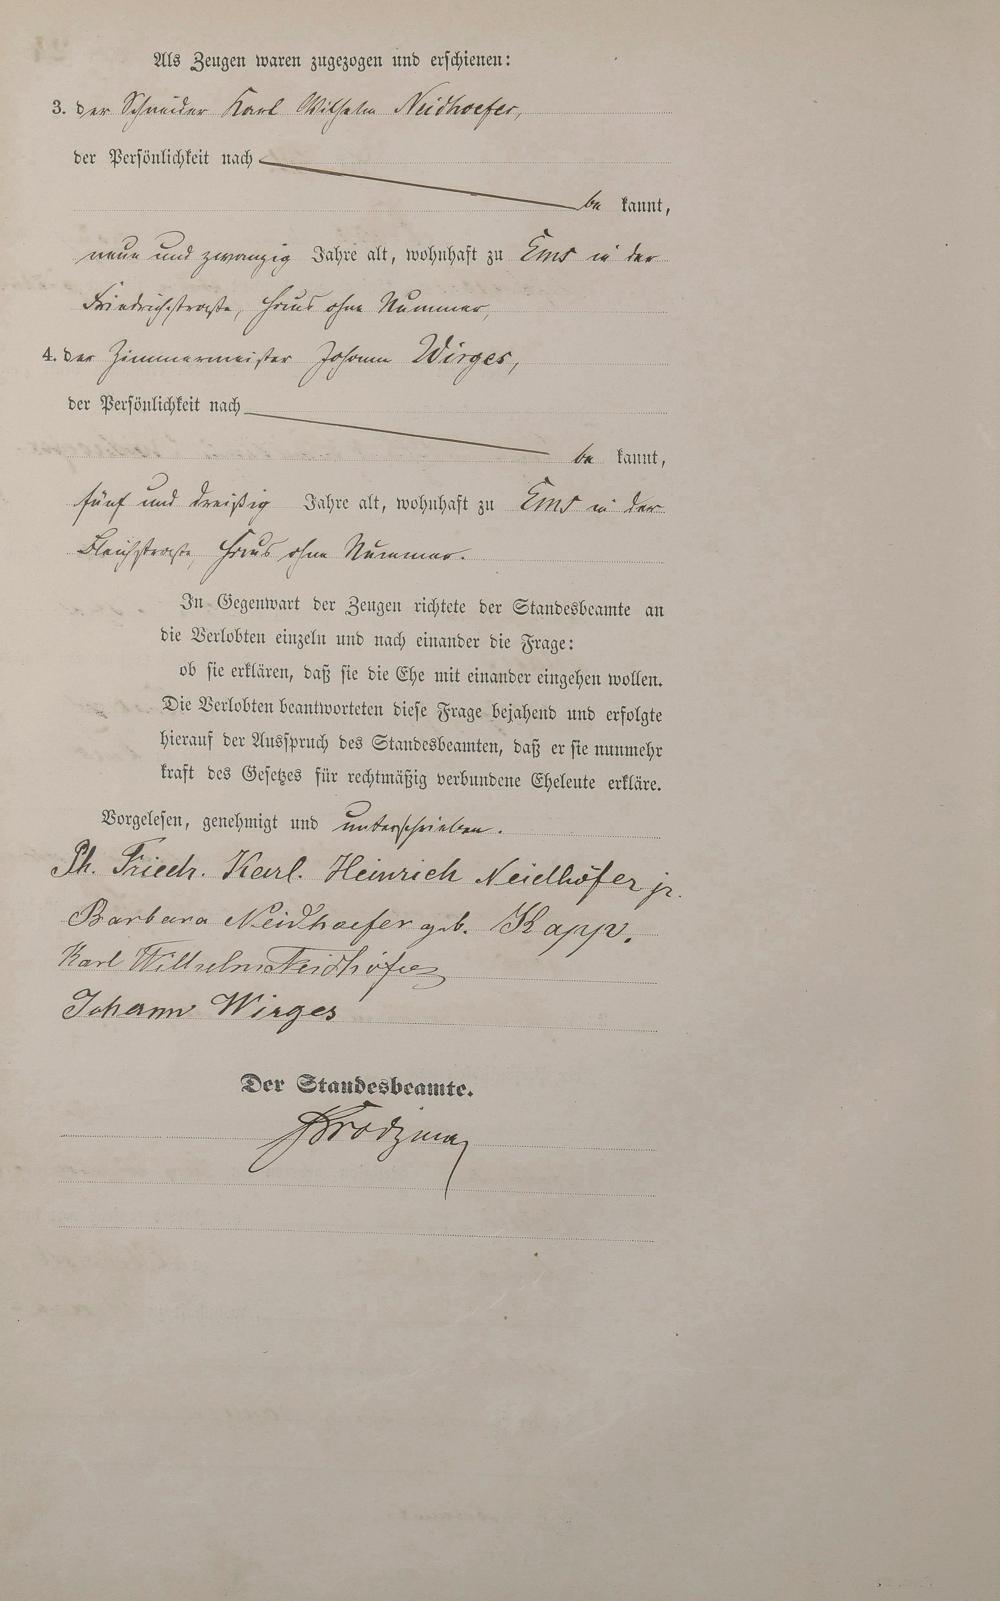 Als Zeugen waren zugezogen und erschienen:
3. der Schneider Karl Wilhelm Neidhoefer,
der Persönlichkeit nach
be kannt,
neun und zwanzig Jahre alt, wohnhaft zu Ems in der
Friedrichstraße, Haus ohne Nummer,
4. der Zimmermeister Johann Wirges,
der Persönlichkeit nach
be kannt,
fünf und dreißig Jahre alt, wohnhaft zu Ems in der
Bleichstraße, Haus ohne Nummer.
In Gegenwart der Zeugen richtete der Standesbeamte an
die Verlobten einzeln und nach einander die Frage:
ob sie erklären, daß sie die Ehe mit einander eingehen wollen.
Die Verlobten beantworteten diese Frage bejahend und erfolgte
hierauf der Ausspruch des Standesbeamten, daß er sie nunmehr
kraft des Gesetzes für rechtmäßig verbundene Eheleute erkläre.
Vorgelesen, genehmigt und unterschrieben.
Ph. Friedr. Karl. Heinrich Neidhöfer jr.
Barbara Neidhoefer geb. Kapp.
Karl Wilhelm Neidhöfer
Johann Wirges
Der Standesbeamte.